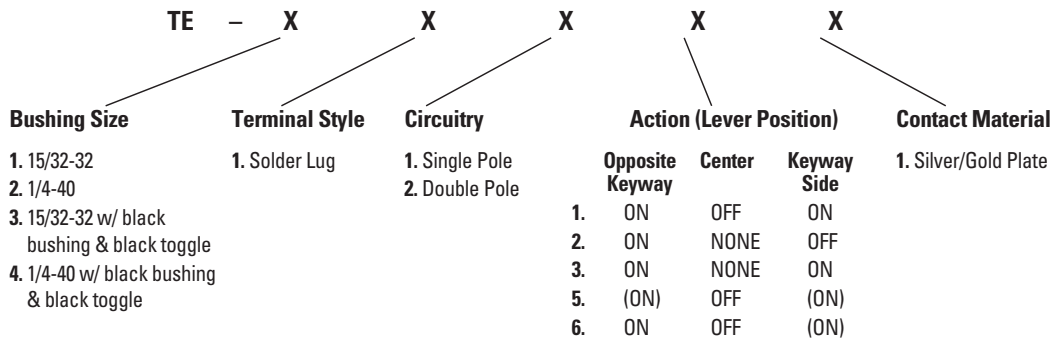 TE – X X X X X
Bushing Size
1. 15/32-32
2. 1/4-40
3. 15/32-32 w/ black
bushing & black toggle
4. 1/4-40 w/ black bushing
& black toggle
Terminal Style
1. Solder Lug
Circuitry
1. Single Pole
2. Double Pole
Action (Lever Position)
Opposite Center Keyway
Keyway Side
1. ON OFF ON
2. ON NONE OFF
3. ON NONE ON
5. (ON) OFF (ON)
6. ON OFF (ON)
Contact Material
1. Silver/Gold Plate